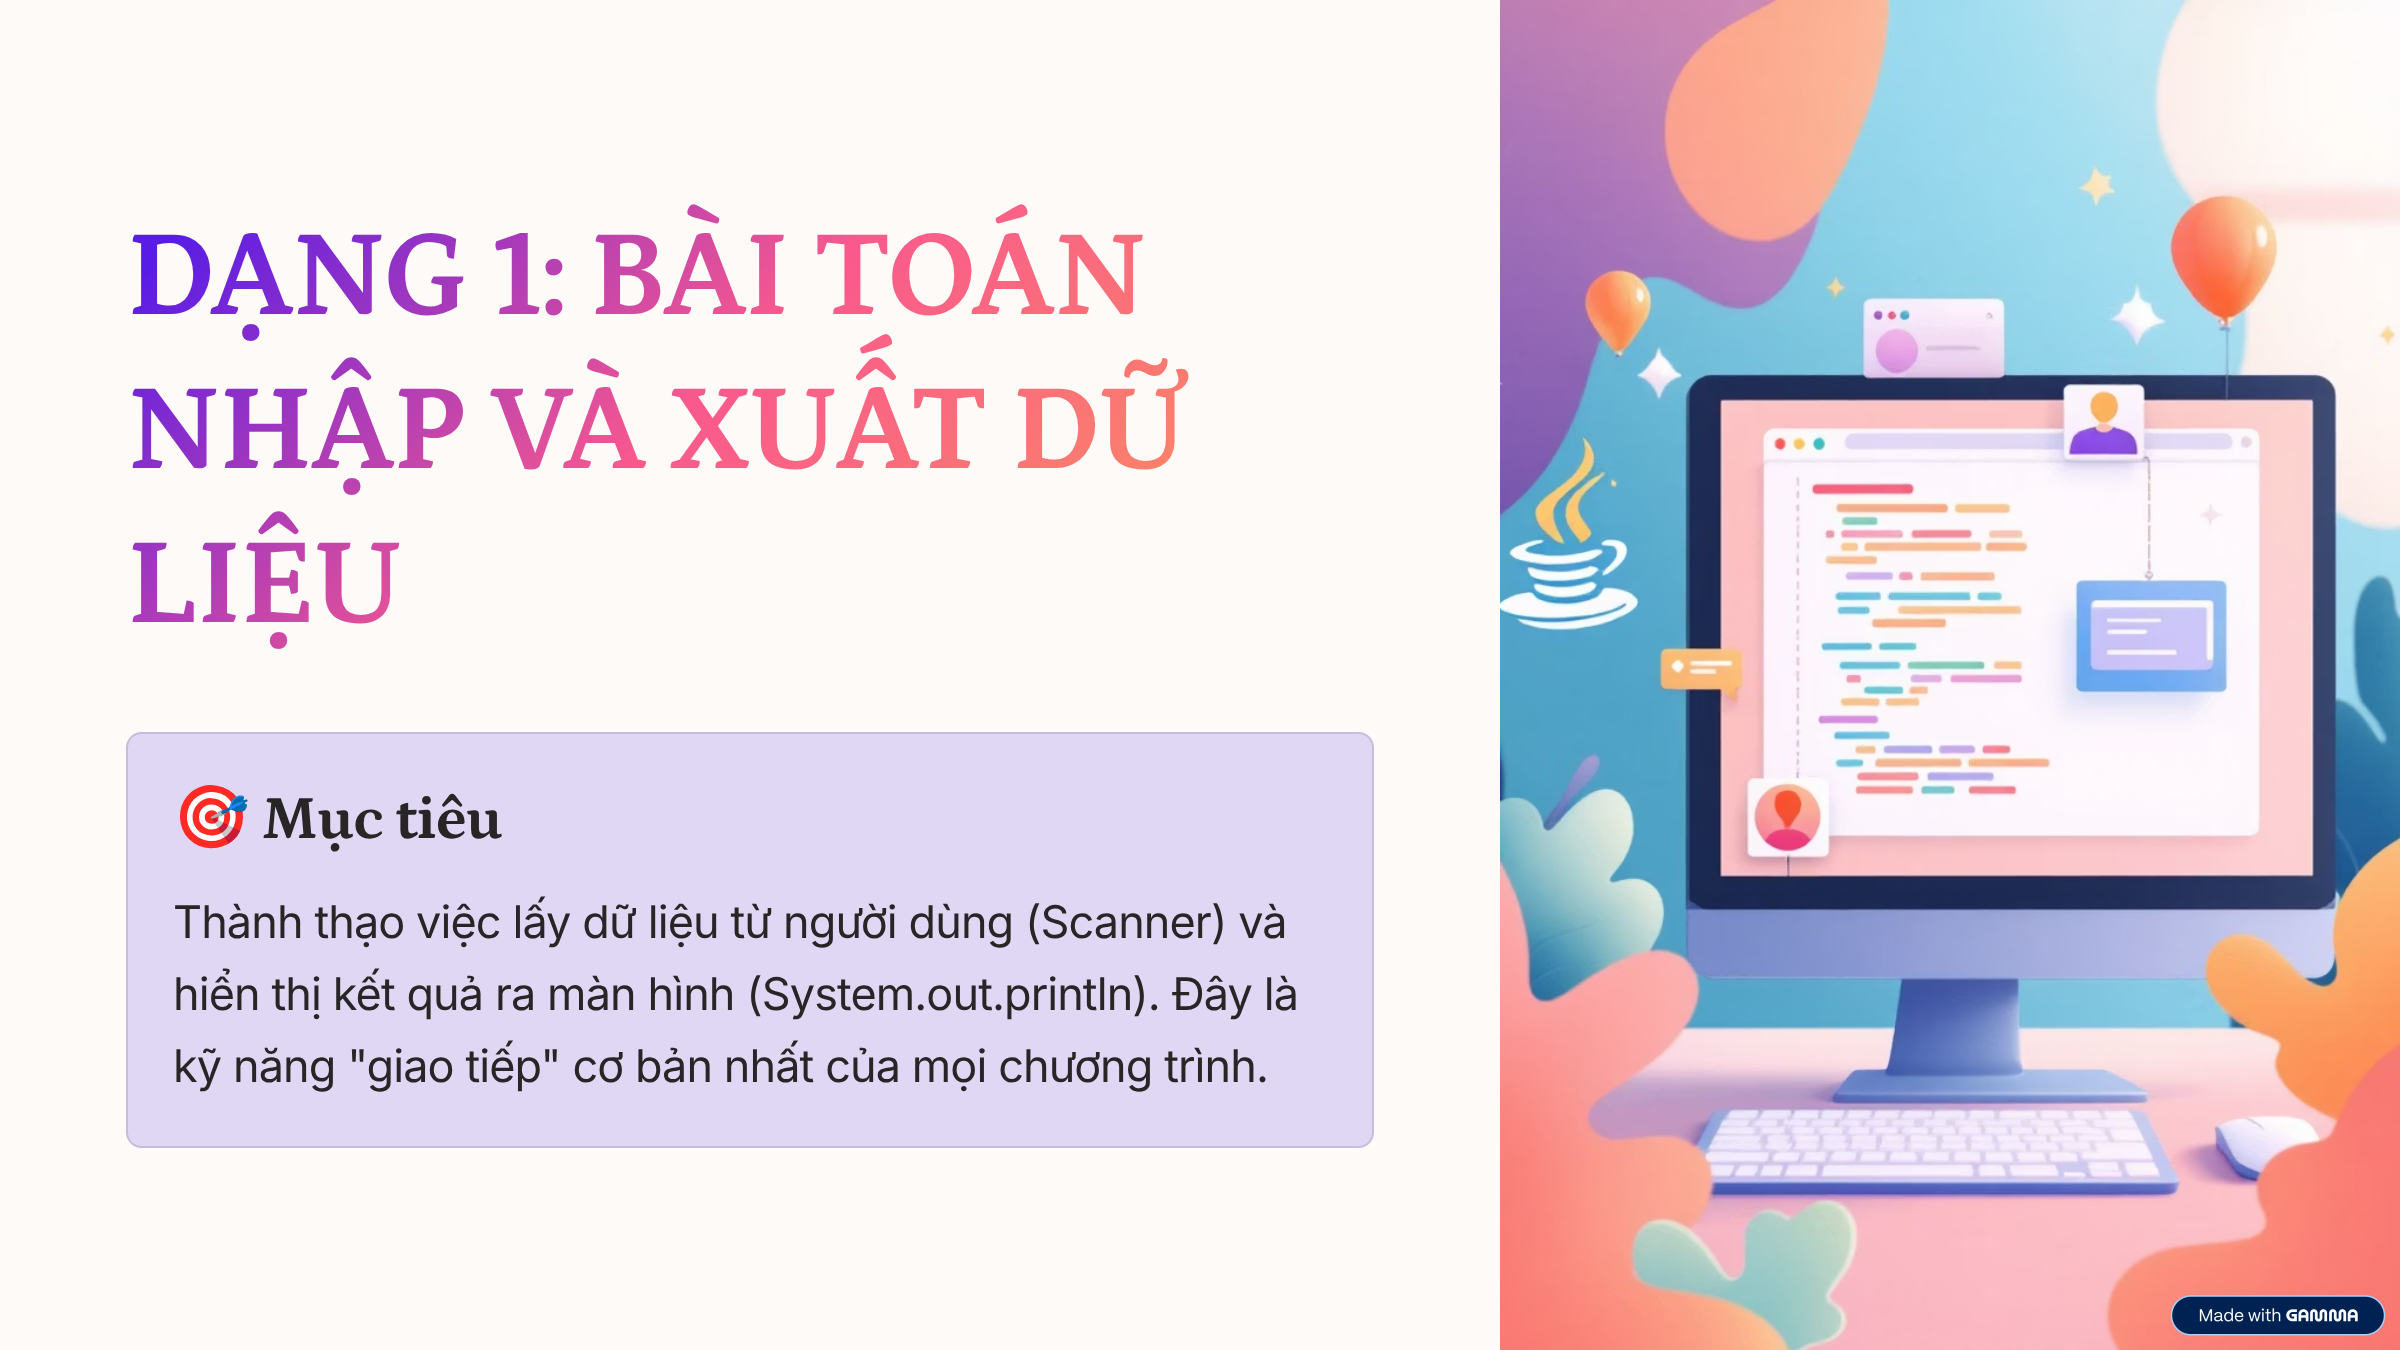 DẠNG 1: BÀI TOÁN
NHẬP VÀ XUẤT DỮ
LIỆU
🎯 Mục tiêu
Thành thạo việc lấy dữ liệu từ người dùng (Scanner) và
hiển thị kết quả ra màn hình (System.out.println). Đây là
kỹ năng "giao tiếp" cơ bản nhất của mọi chương trình.
Made with GAMMA